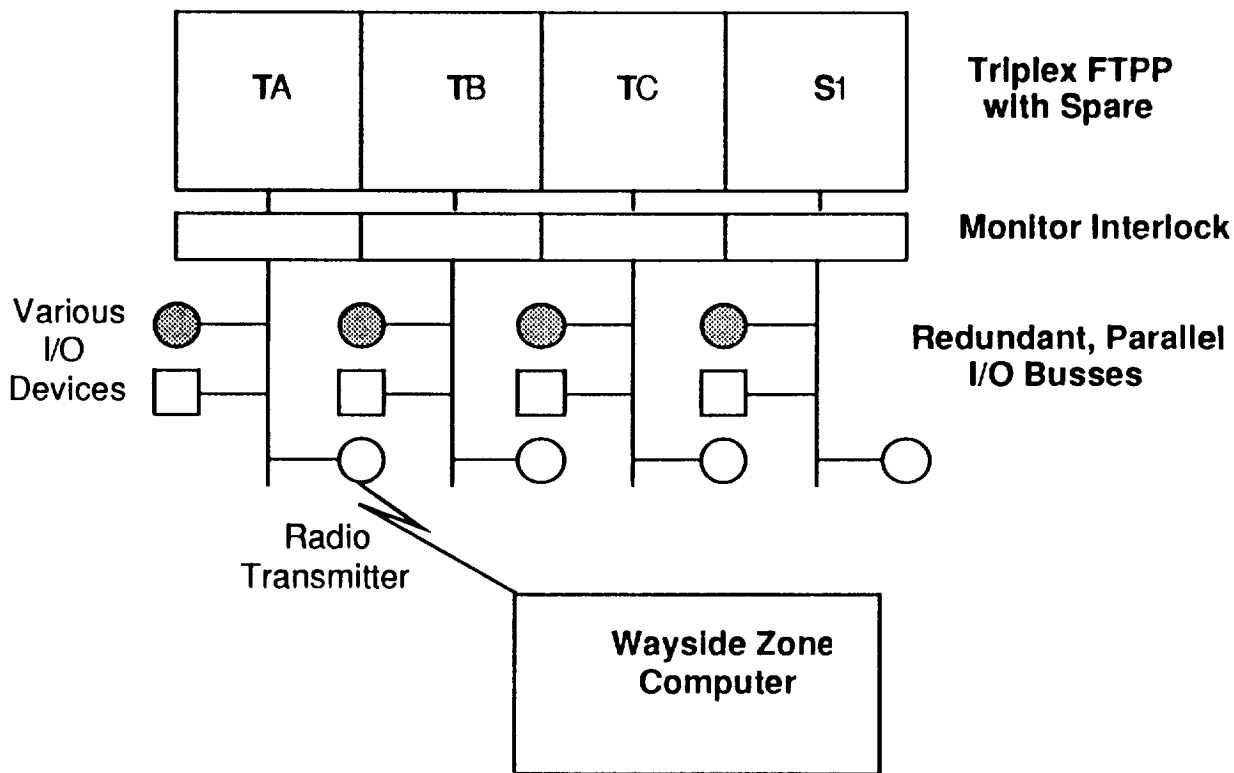 TA
TB
TC
S1
Triplex FTPP
with Spare
Monitor Interlock
Various
I/O
Devices
Redundant, Parallel
I/O Busses
Radio
Transmitter
Wayside Zone
Computer